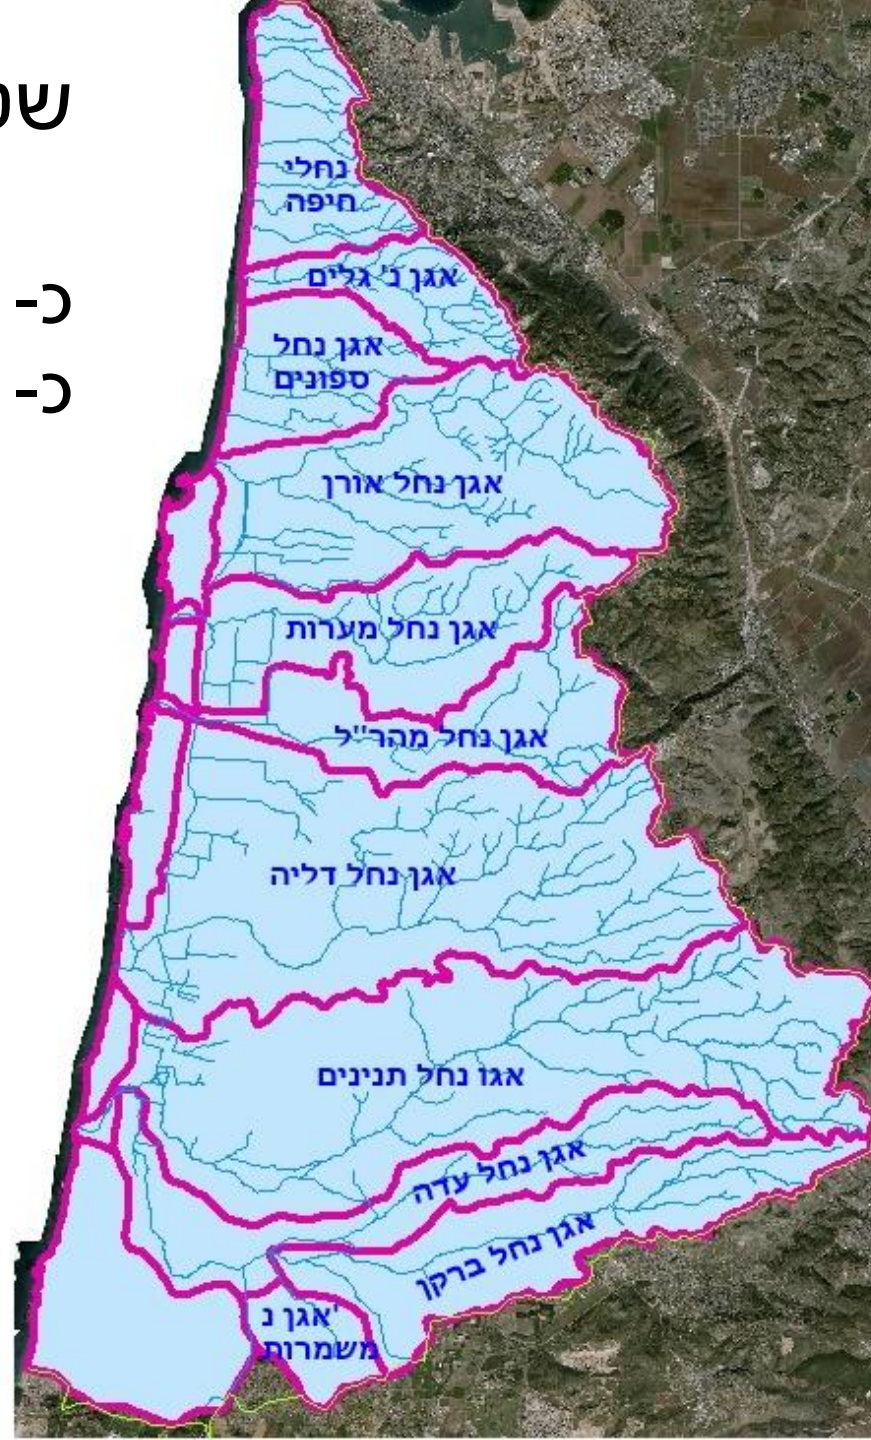 כ-
כ-
נחלי
חיפה
אגן נ' גלים
אגן נחל
ספונים
אגן נחל אורן
אגן נחל מערות
אגן נחל מהר"ל
אגן נחל דליה
אגן נחל תנינים
אגן נחל עדה
אגן נחל ברקן
אגן נ'
משמרות